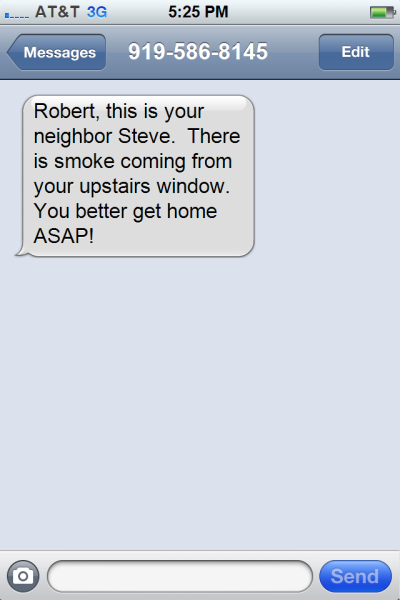 AT&T 3G 5:25 PM
Messages 919-586-8145 Edit
Robert, this is your
neighbor Steve.  There
is smoke coming from
your upstairs window.
You better get home
ASAP!
Send